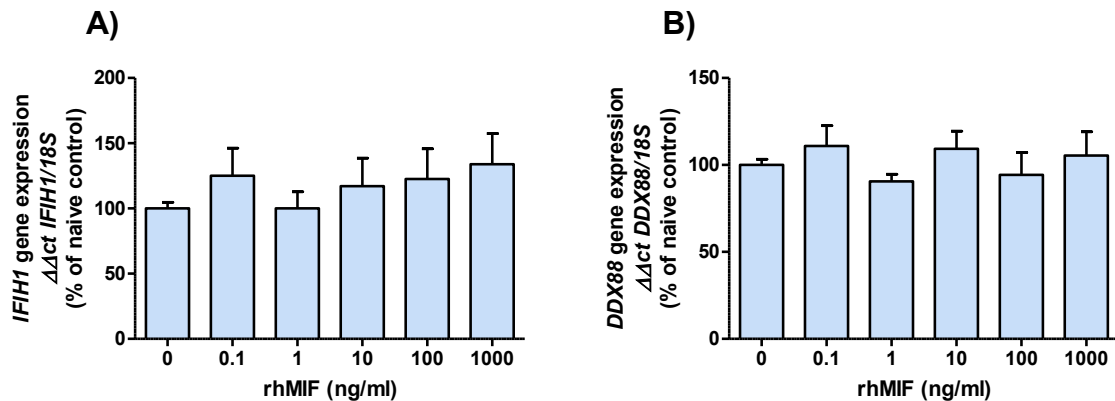 A)
IFIH1 gene expression
ΔΔct IFIH1/18S
(% of naive control)
200
150
100
50
0
0 0.1 1 10 100 1000
rhMIF (ng/ml)
B)
DDX88 gene expression
ΔΔct DDX88/18S
(% of naive control)
150
100
50
0
0 0.1 1 10 100 1000
rhMIF (ng/ml)